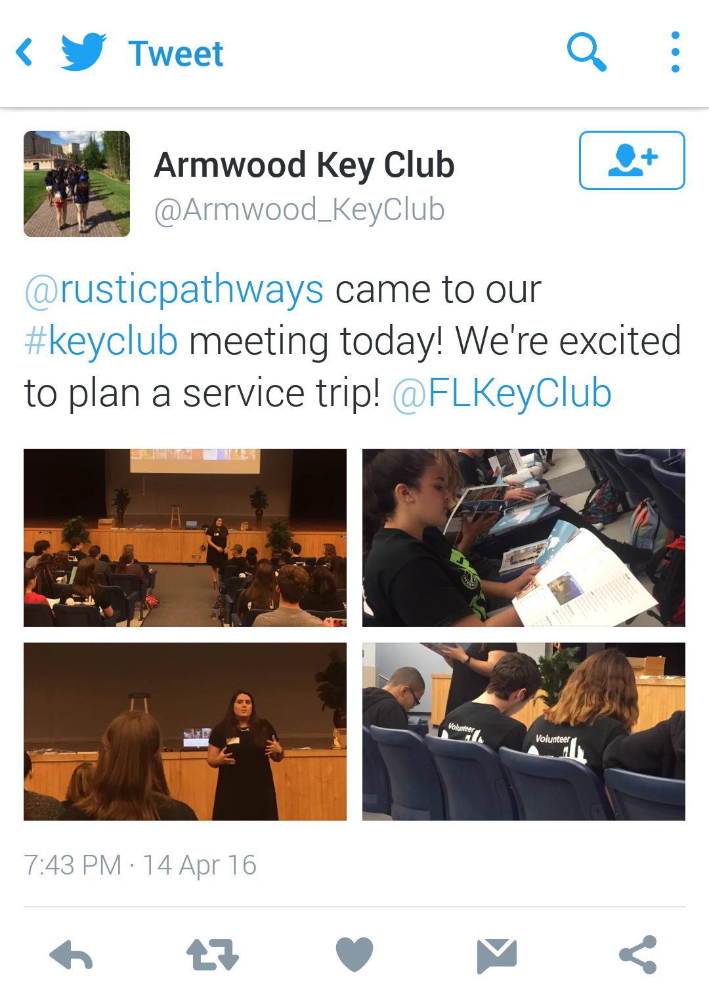 Tweet
Armwood Key Club
@Armwood_KeyClub
@rusticpathways came to our
#keyclub meeting today! We're excited
to plan a service trip! @FLKeyClub
Volunteer
Volunteer
7:43 PM · 14 Apr 16